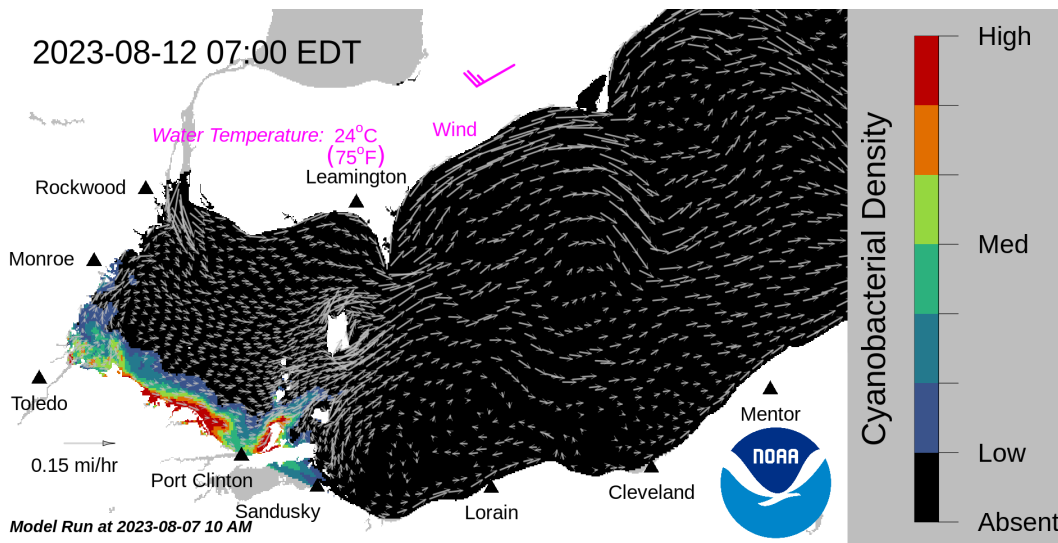 2023-08-12 07:00 EDT
High
Wind
Water Temperature: 24°C
(75°F)
Leamington
Rockwood
Cyanobacterial Density
Med
Monroe
Toledo
Mentor
0.15 mi/hr
NOAA
Low
Port Clinton
Cleveland
Sandusky
Lorain
Model Run at 2023-08-07 10 AM
Absent